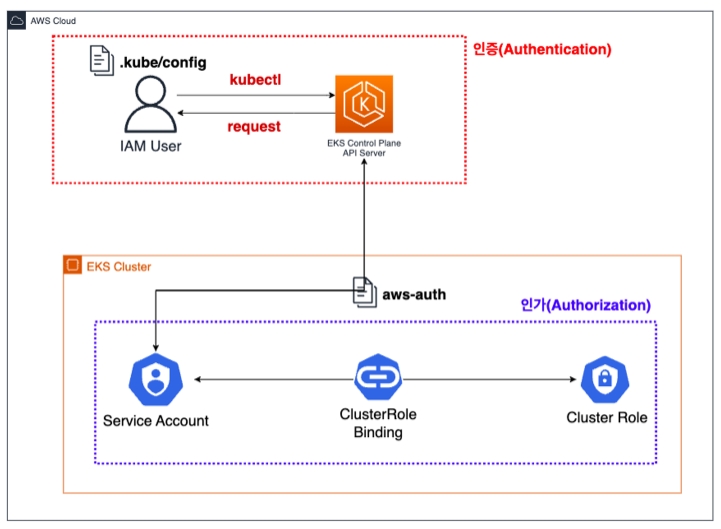 AWS Cloud
인증(Authentication)
.kube/config
kubectl
request
IAM User
EKS Control Plane
API Server
EKS Cluster
aws-auth
인가(Authorization)
Service Account
ClusterRole
Binding
Cluster Role